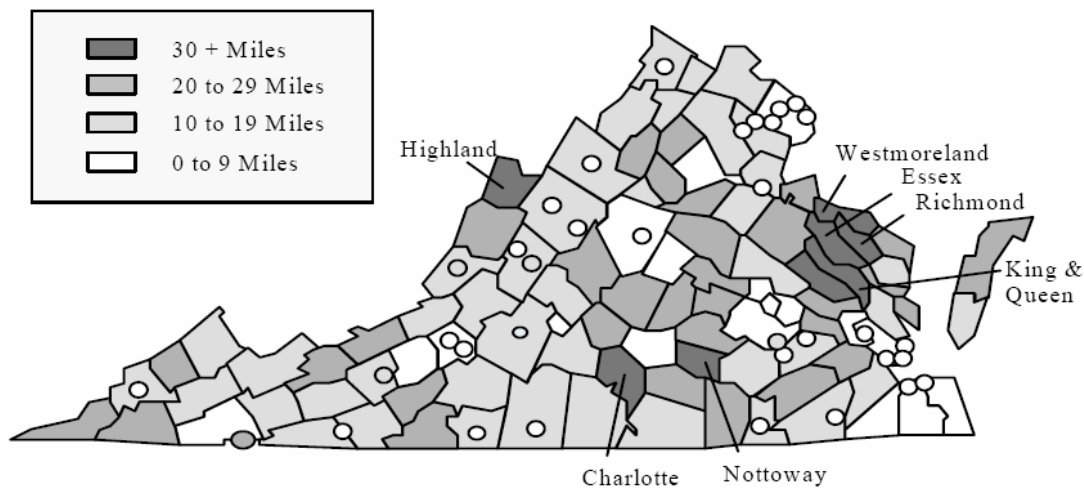 30 + Miles
20 to 29 Miles
10 to 19 Miles
0 to 9 Miles
Highland
Westmoreland
Essex
Richmond
King &
Queen
Charlotte
Nottoway